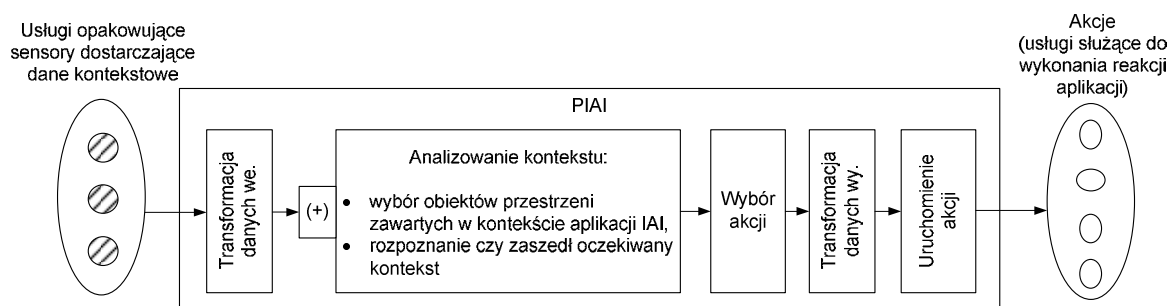 Usługi opakowujące
sensory dostarczające
dane kontekstowe
Akcje
(usługi służące do
wykonania reakcji
aplikacji)
PIAI
Transformacja
danych we.
(+)
Analizowanie kontekstu:
• wybór obiektów przestrzeni
zawartych w kontekście aplikacji IAI,
• rozpoznanie czy zaszedł oczekiwany
kontekst
Wybór
akcji
Transformacja
danych wy.
Uruchomienie
akcji